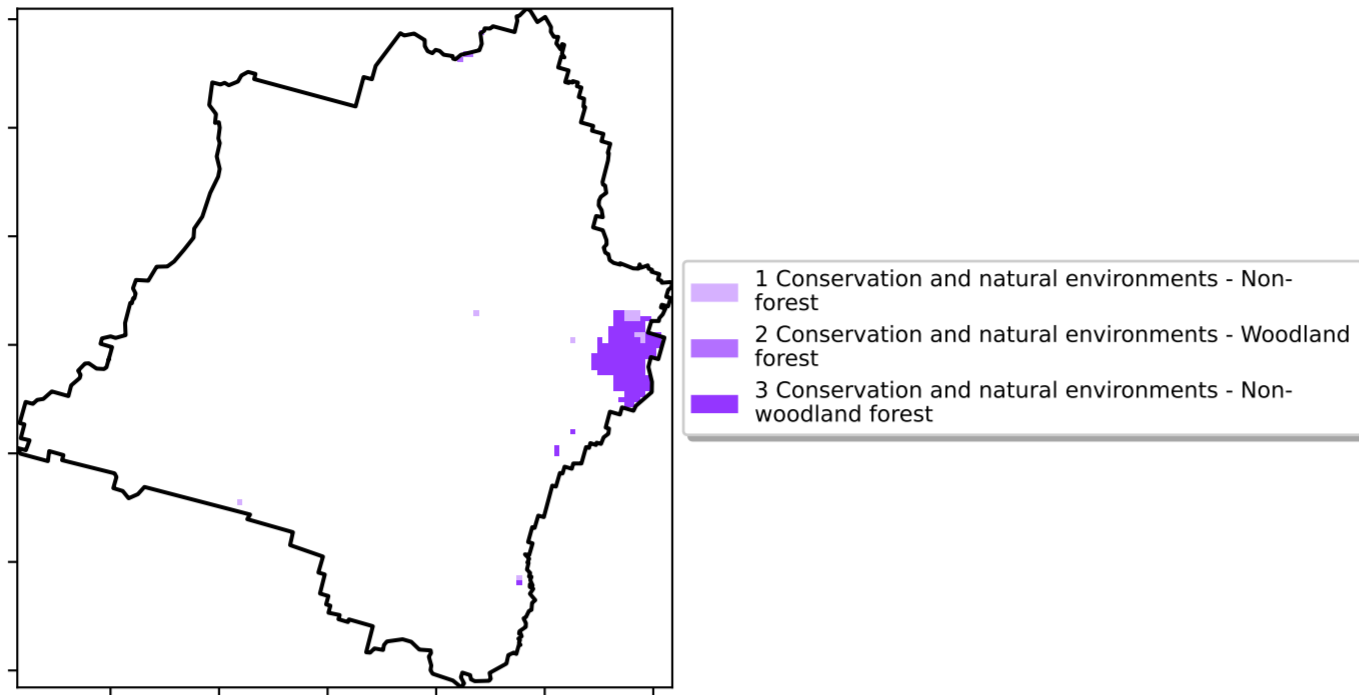 1 Conservation and natural environments - Non-
forest
2 Conservation and natural environments - Woodland
forest
3 Conservation and natural environments - Non-
woodland forest